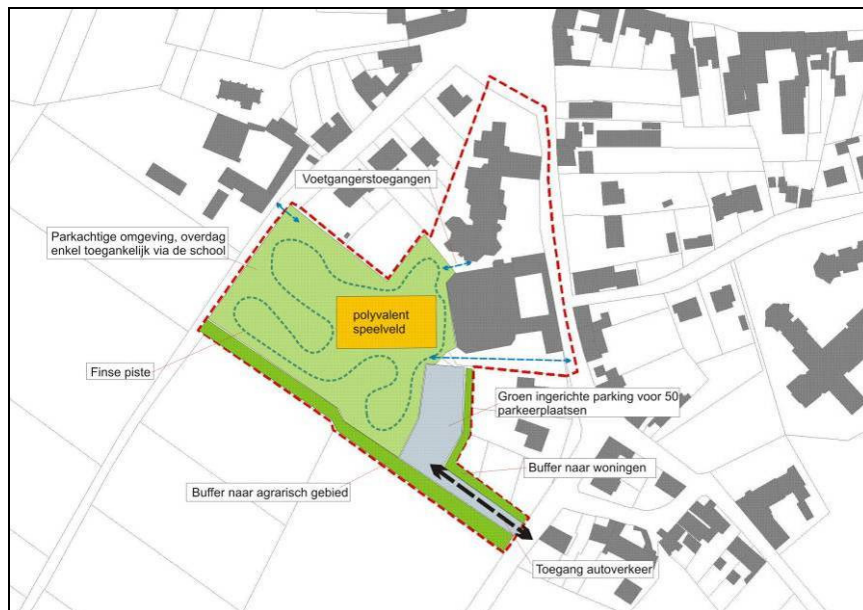 Voetgangerstoegangen
Parkachtige omgeving, overdag
enkel toegankelijk via de school
polyvalent
speelveld
Finse piste
Groen ingerichte parking voor 50
parkeerplaatsen
Buffer naar woningen
Buffer naar agrarisch gebied
Toegang autoverkeer